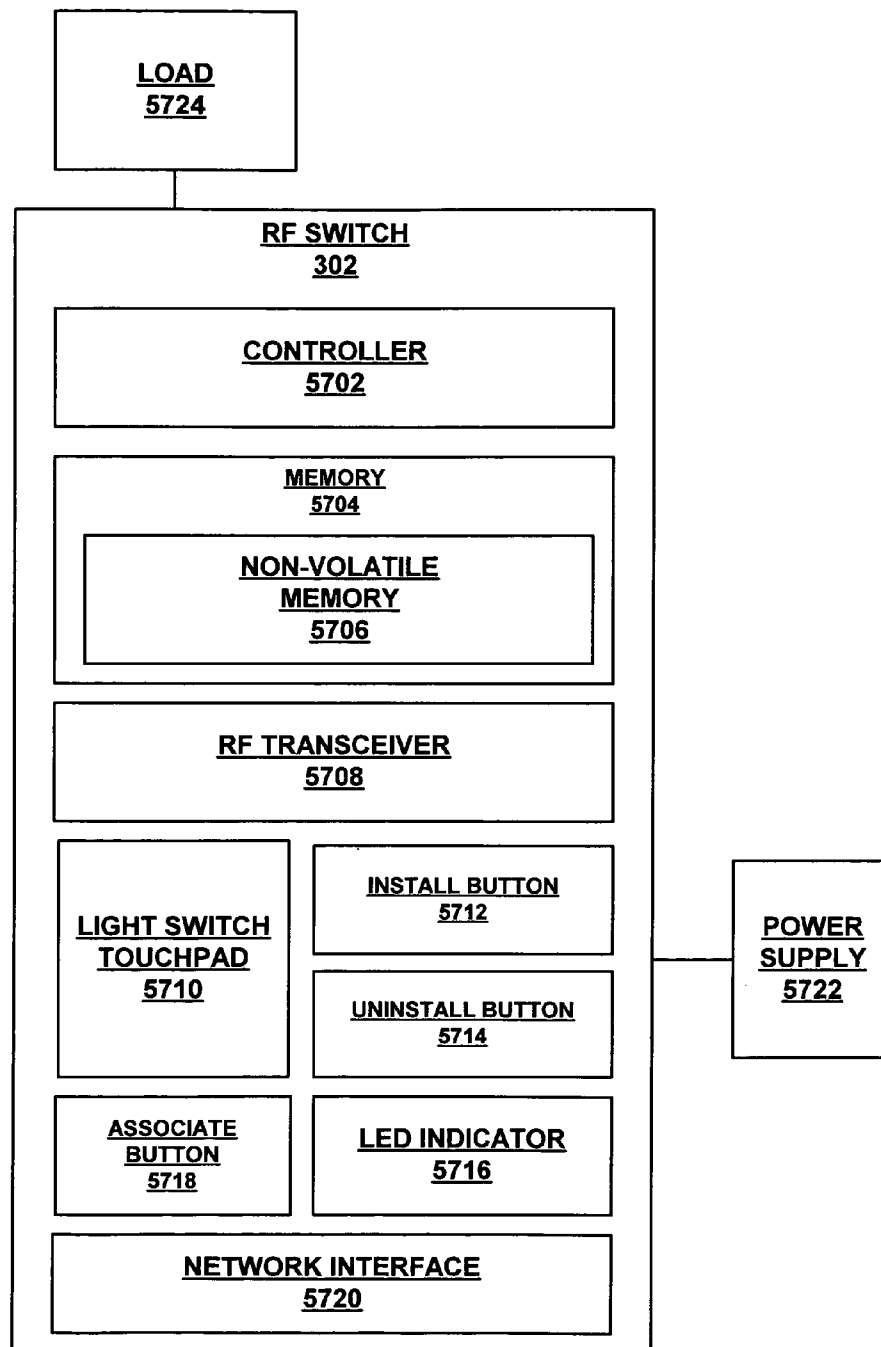 LOAD
5724
RF SWITCH
302
CONTROLLER
5702
MEMORY
5704
NON-VOLATILE
MEMORY
5706
RF TRANSCEIVER
5708
LIGHT SWITCH
TOUCHPAD
5710
INSTALL BUTTON
5712
UNINSTALL BUTTON
5714
POWER
SUPPLY
5722
ASSOCIATE
BUTTON
5718
LED INDICATOR
5716
NETWORK INTERFACE
5720